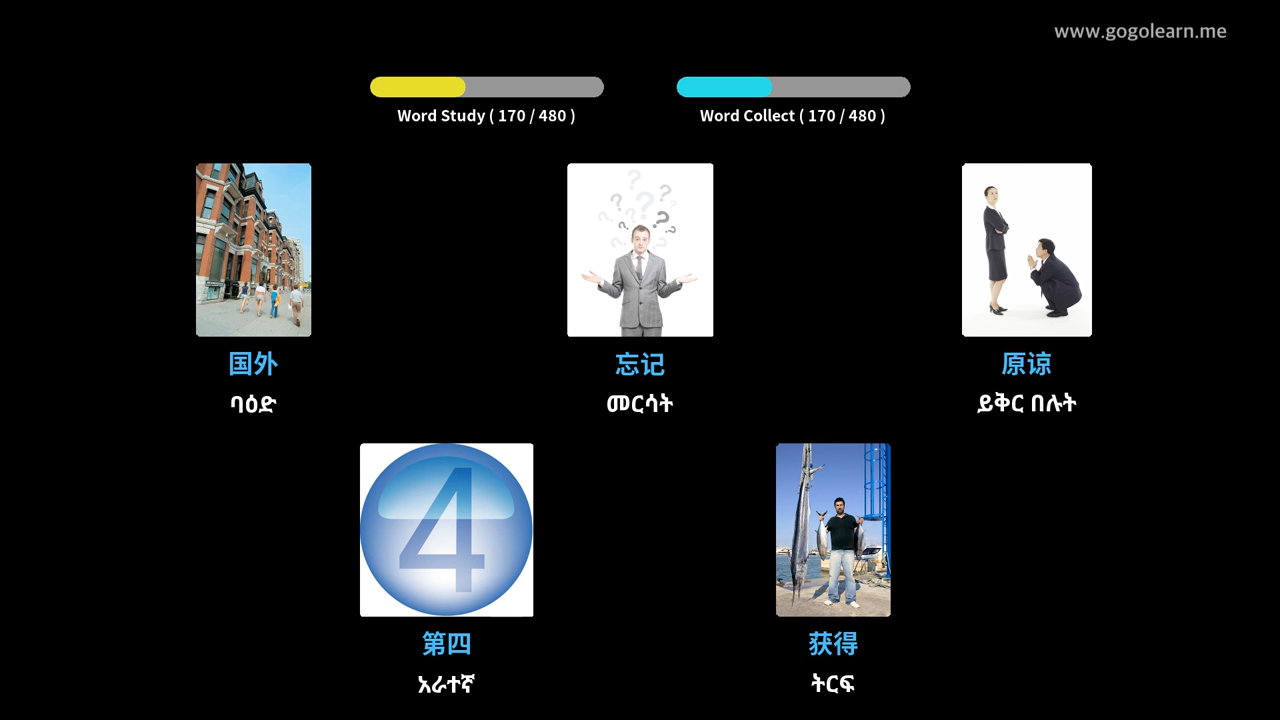 www.gogolearn.me
Word Study ( 170 / 480 )
Word Collect ( 170 / 480 )
国外
ባዕድ
忘记
መርሳት
原谅
ይቅር በሉት
4
第四
አራተኛ
获得
ትርፍ